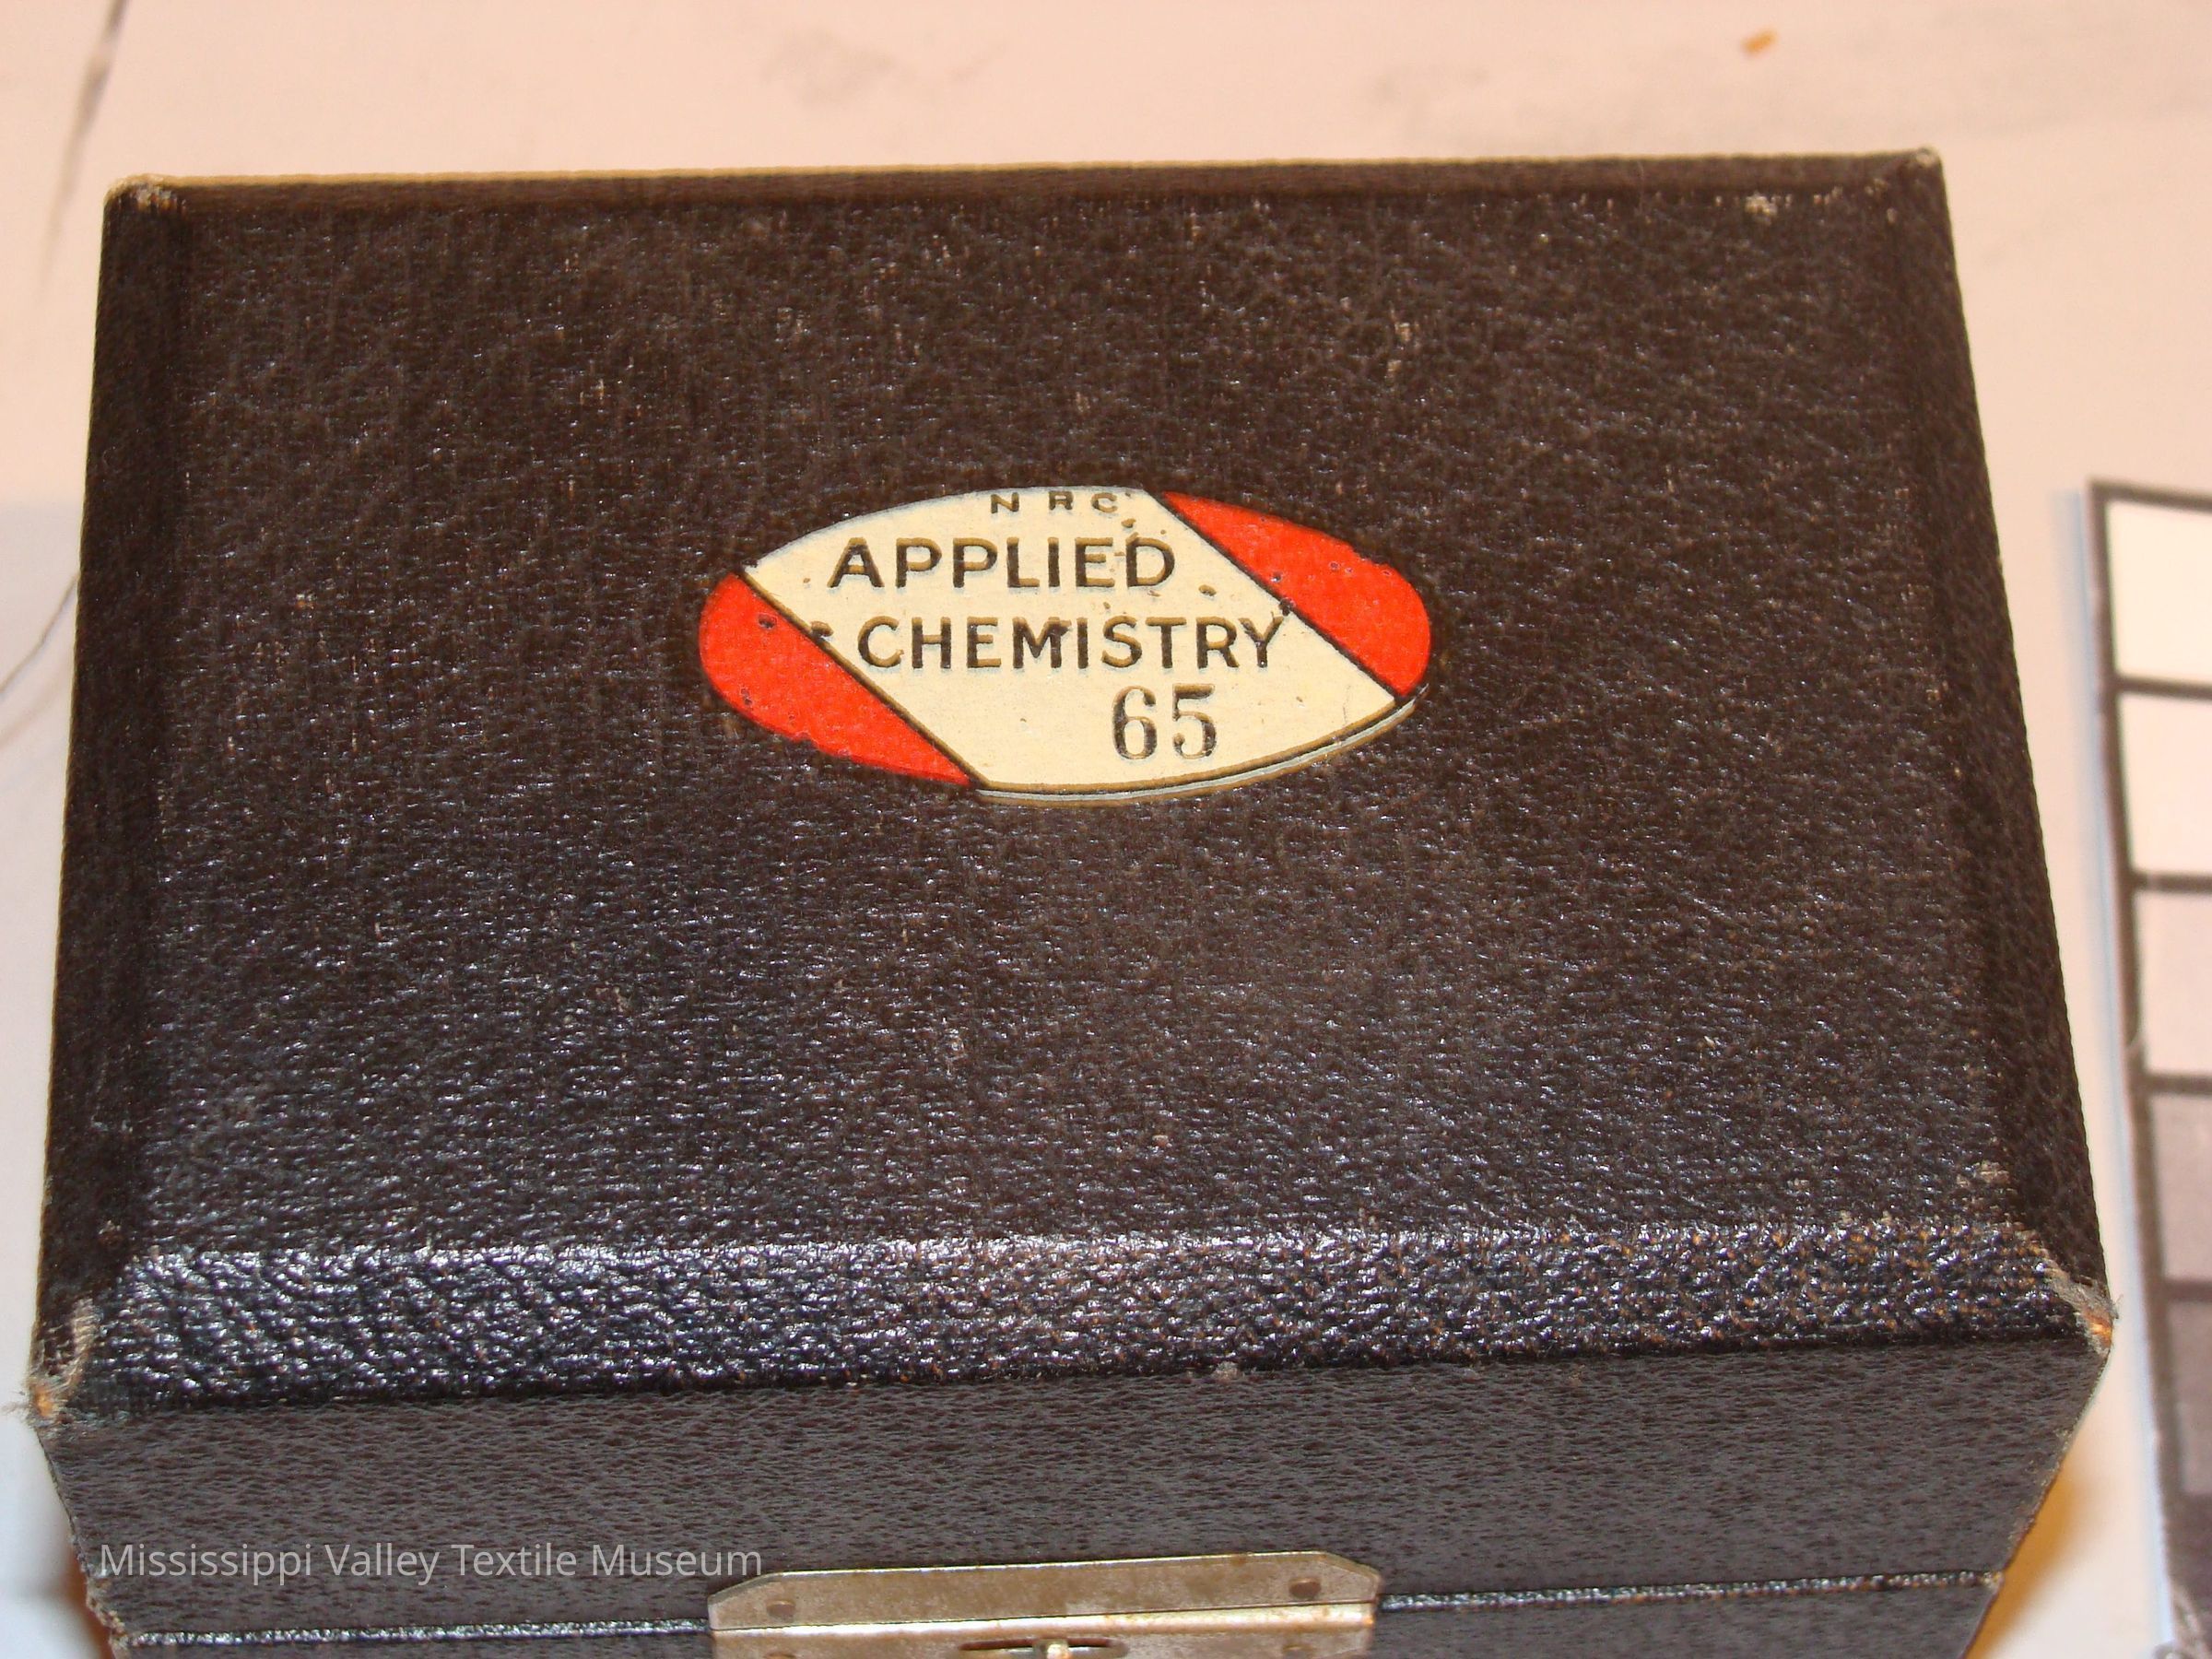 N R C
APPLIED
CHEMISTRY
65
Mississippi Valley Textile Museum